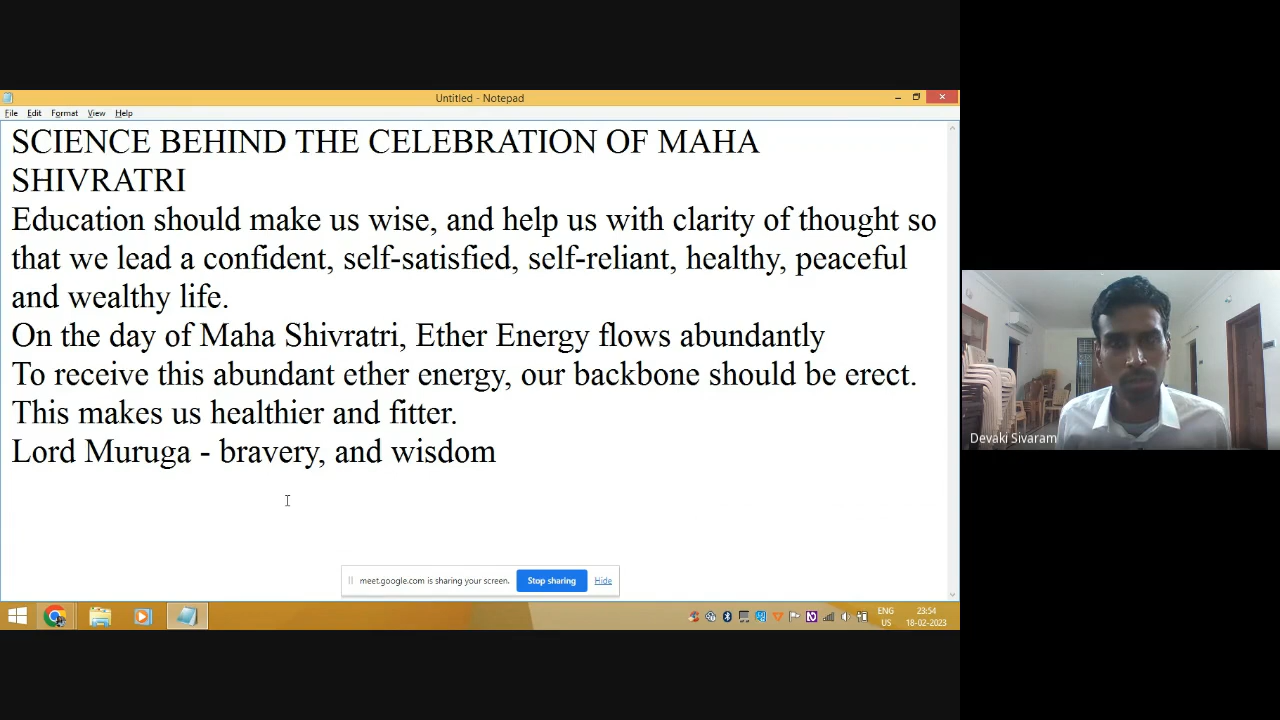 Untitled - Notepad
File Edit Format View Help
SCIENCE BEHIND THE CELEBRATION OF MAHA
SHIVRATRI
Education should make us wise, and help us with clarity of thought so
that we lead a confident, self-satisfied, self-reliant, healthy, peaceful
and wealthy life.
On the day of Maha Shivratri, Ether Energy flows abundantly
To receive this abundant ether energy, our backbone should be erect.
This makes us healthier and fitter.
Lord Muruga - bravery, and wisdom
Devaki Sivaram
meet.google.com is sharing your screen. Stop sharing Hide
ENG 23:54
US 18-02-2023